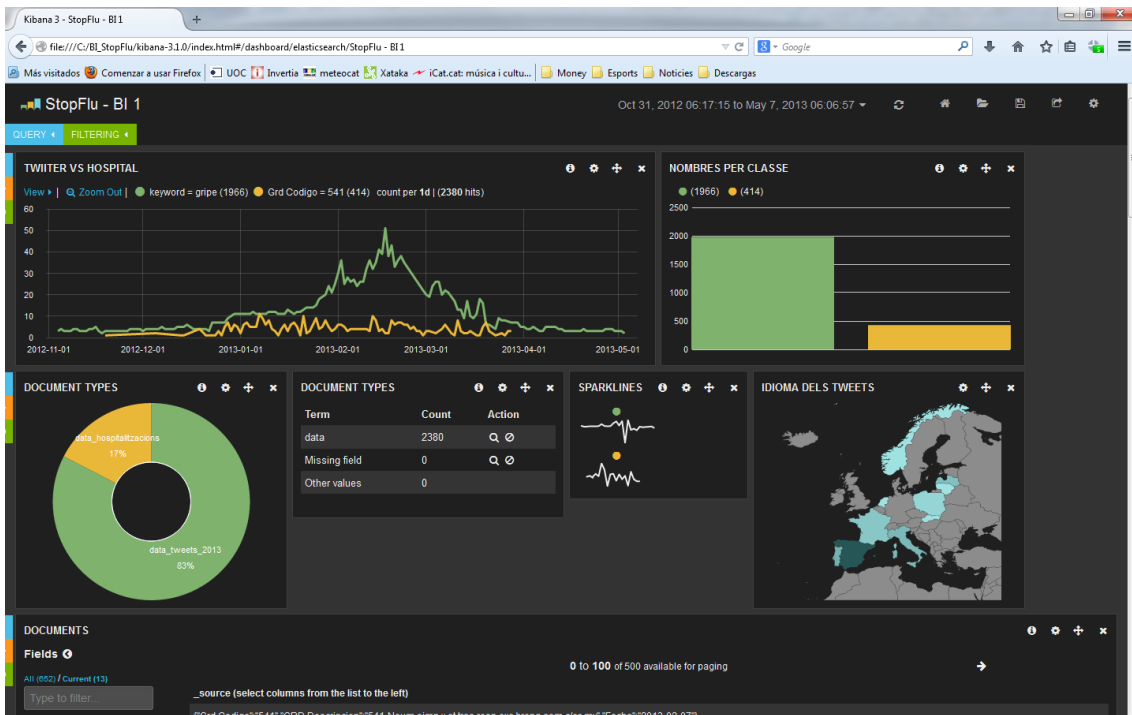 Kibana 3 - StopFlu - BI 1
file:///C:/BI_StopFlu/kibana-3.1.0/index.html#/dashboard/elasticsearch/StopFlu - BI 1
Google
Más visitados Comenzar a usar Firefox UOC Invertia meteocat Xataka iCat.cat: música i cultu... Money Esports Noticies Descargas
StopFlu - BI 1
Oct 31, 2012 06:17:15 to May 7, 2013 06:06:57
QUERY FILTERING
TWIITER VS HOSPITAL
View | Zoom Out | keyword = gripe (1966) Grd Codigo = 541 (414) count per 1d | (2380 hits)
60
50
40
30
20
10
0
2012-11-01 2012-12-01 2013-01-01 2013-02-01 2013-03-01 2013-04-01 2013-05-01
NOMBRES PER CLASSE
(1966) (414)
2500
2000
1500
1000
500
0
DOCUMENT TYPES
data_hospitalitzacions
17%
data_tweets_2013
83%
DOCUMENT TYPES
Term Count Action
data 2380
Missing field 0
Other values 0
SPARKLINES
IDIOMA DELS TWEETS
DOCUMENTS
Fields
All (652) / Current (13)
Type to filter...
0 to 100 of 500 available for paging
_source (select columns from the list to the left)